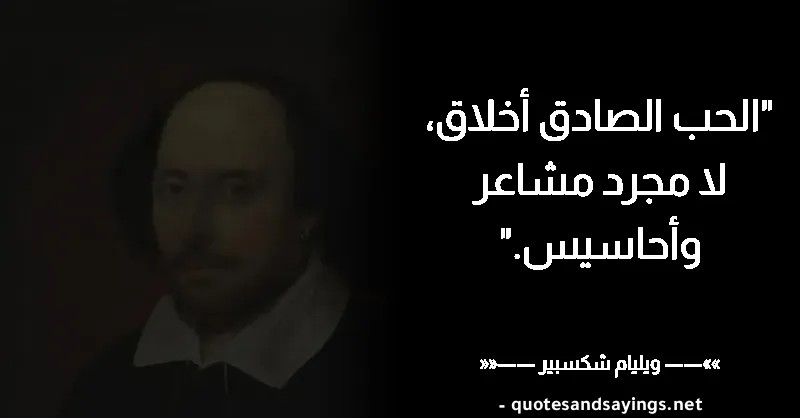 "الحب الصادق أخلاق،
لا مجرد مشاعر
وأحاسيس."
»»—— ويليام شكسبير ——««
- quotesandsayings.net